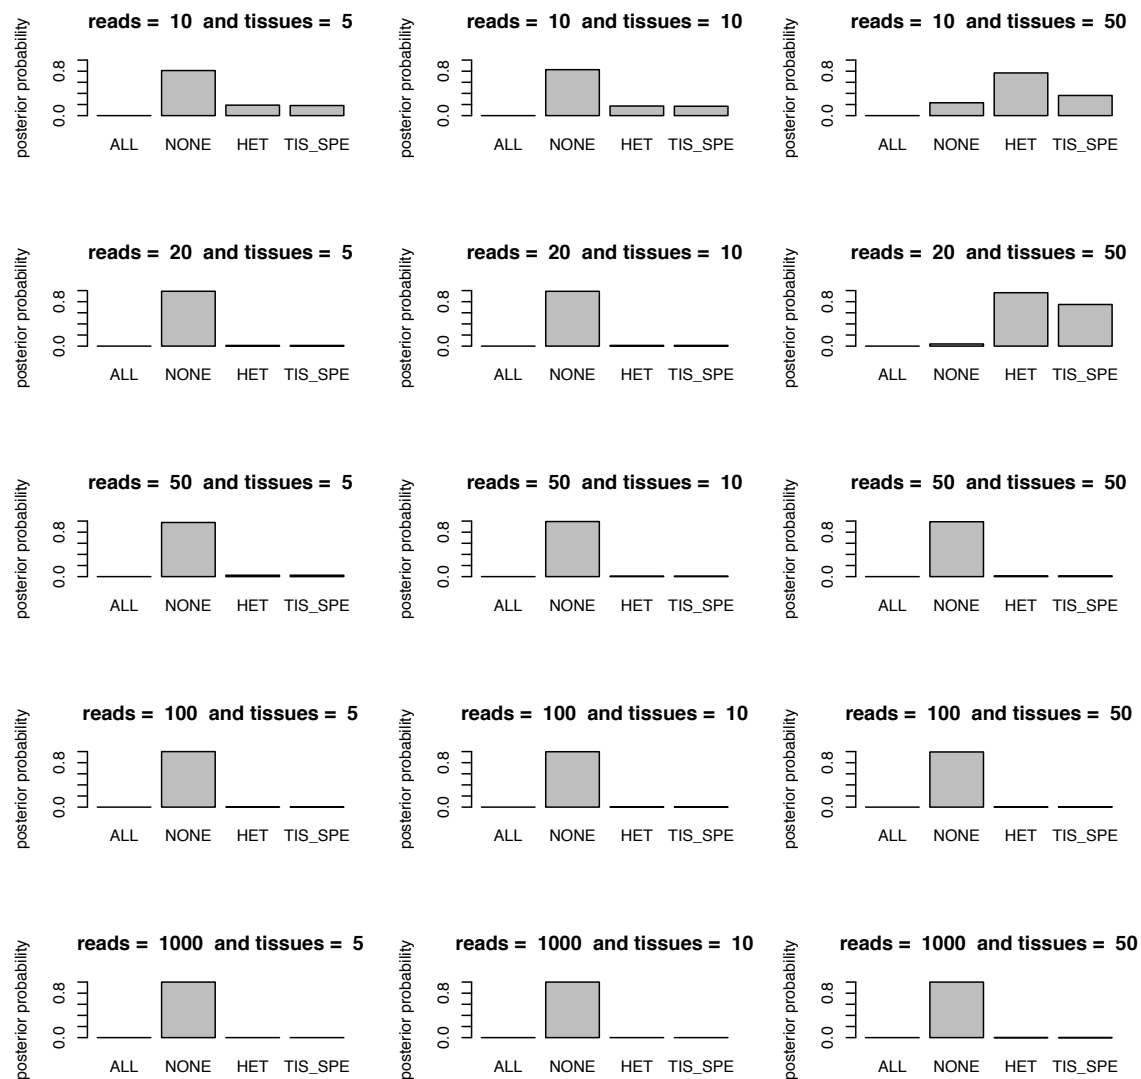 reads = 10 and tissues = 5
posterior probability
0.0 0.8
ALL NONE HET TIS_SPE
reads = 10 and tissues = 10
posterior probability
0.0 0.8
ALL NONE HET TIS_SPE
reads = 10 and tissues = 50
posterior probability
0.0 0.8
ALL NONE HET TIS_SPE
reads = 20 and tissues = 5
posterior probability
0.0 0.8
ALL NONE HET TIS_SPE
reads = 20 and tissues = 10
posterior probability
0.0 0.8
ALL NONE HET TIS_SPE
reads = 20 and tissues = 50
posterior probability
0.0 0.8
ALL NONE HET TIS_SPE
reads = 50 and tissues = 5
posterior probability
0.0 0.8
ALL NONE HET TIS_SPE
reads = 50 and tissues = 10
posterior probability
0.0 0.8
ALL NONE HET TIS_SPE
reads = 50 and tissues = 50
posterior probability
0.0 0.8
ALL NONE HET TIS_SPE
reads = 100 and tissues = 5
posterior probability
0.0 0.8
ALL NONE HET TIS_SPE
reads = 100 and tissues = 10
posterior probability
0.0 0.8
ALL NONE HET TIS_SPE
reads = 100 and tissues = 50
posterior probability
0.0 0.8
ALL NONE HET TIS_SPE
reads = 1000 and tissues = 5
posterior probability
0.0 0.8
ALL NONE HET TIS_SPE
reads = 1000 and tissues = 10
posterior probability
0.0 0.8
ALL NONE HET TIS_SPE
reads = 1000 and tissues = 50
posterior probability
0.0 0.8
ALL NONE HET TIS_SPE